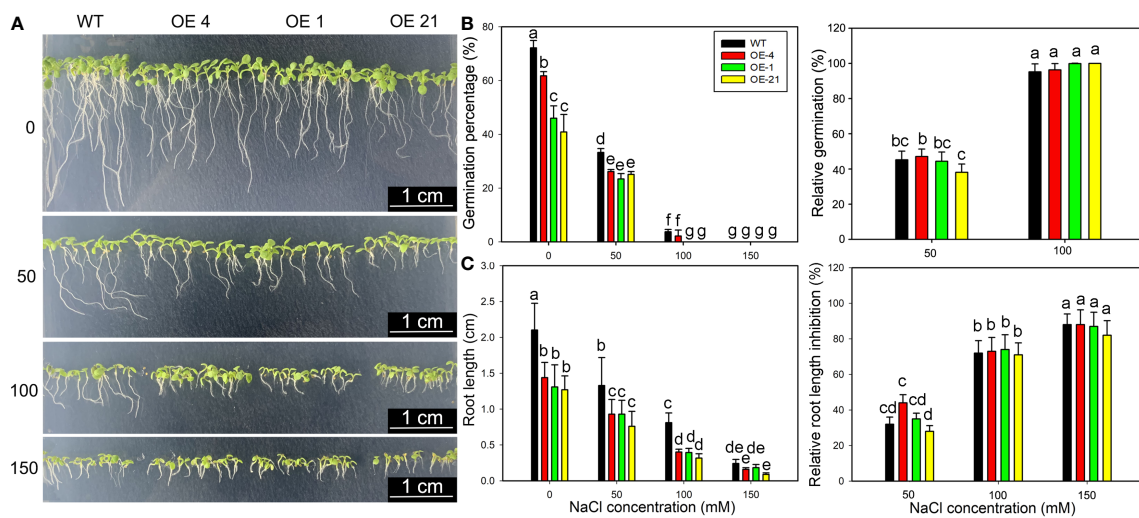 A
WT OE 4 OE 1 OE 21
0
1 cm
50
1 cm
100
1 cm
150
1 cm
B
Germination percentage (%)
80
60
40
20
0
WT
OE-4
OE-1
OE-21
a b c c
d e e e
f f g g
g g g g
0 50 100 150
Relative germination (%)
120
100
80
60
40
20
0
bc b bc c
a a a a
50 100
C
Root length (cm)
3.0
2.5
2.0
1.5
1.0
0.5
0.0
a b b b
b c c c
c d d d
de e de e
0 50 100 150
NaCl concentration (mM)
Relative root length inhibition (%)
120
100
80
60
40
20
0
cd c cd d
b b b b
a a a a
50 100 150
NaCl concentration (mM)